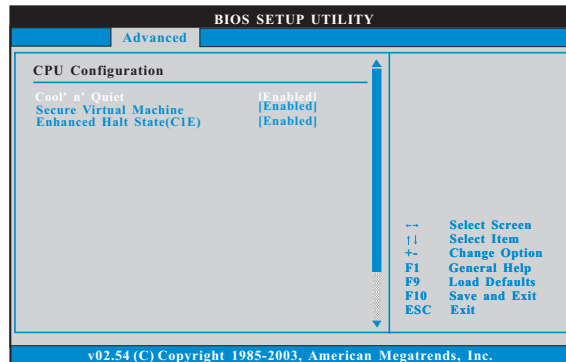 BIOS SETUP UTILITY
Advanced
CPU Configuration
Cool' n' Quiet [Enabled]
Secure Virtual Machine [Enabled]
Enhanced Halt State(C1E) [Enabled]
←→ Select Screen
↑↓ Select Item
+- Change Option
F1 General Help
F9 Load Defaults
F10 Save and Exit
ESC Exit
v02.54 (C) Copyright 1985-2003, American Megatrends, Inc.